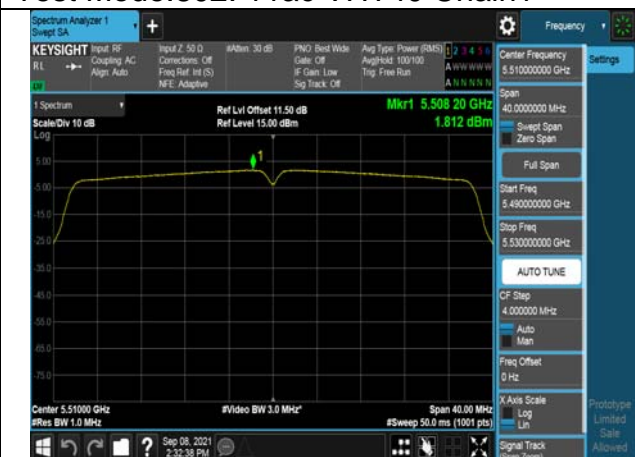 Spectrum Analyzer 1
Swept SA
Frequency
KEYSIGHT
RL
Input: RF
Coupling: AC
Align: Auto
Input Z: 50 Ω
Corrections: Off
Freq Ref: Int (S)
NFE: Adaptive
#Atten: 30 dB
PNO: Best Wide
Gate: Off
IF Gain: Low
Sig Track: Off
Avg Type: Power (RMS)
Avg|Hold: 100/100
Trig: Free Run
1 2 3 4 5 6
A W W W W W
A N N N N N
1 Spectrum
Scale/Div 10 dB
Log
Ref Lvl Offset 11.50 dB
Ref Level 15.00 dBm
Mkr1 5.508 20 GHz
1.812 dBm
1
5.00
-5.00
-15.0
-25.0
-35.0
-45.0
-55.0
-65.0
-75.0
Center 5.51000 GHz
#Res BW 1.0 MHz
#Video BW 3.0 MHz*
Span 40.00 MHz
#Sweep 50.0 ms (1001 pts)
Center Frequency
5.510000000 GHz
Settings
Span
40.0000000 MHz
Swept Span
Zero Span
Full Span
Start Freq
5.490000000 GHz
Stop Freq
5.530000000 GHz
AUTO TUNE
CF Step
4.000000 MHz
Auto
Man
Freq Offset
0 Hz
X Axis Scale
Log
Lin
Signal Track
Prototype
Limited
Sale
Allowed
?
Sep 08, 2021
2:32:38 PM